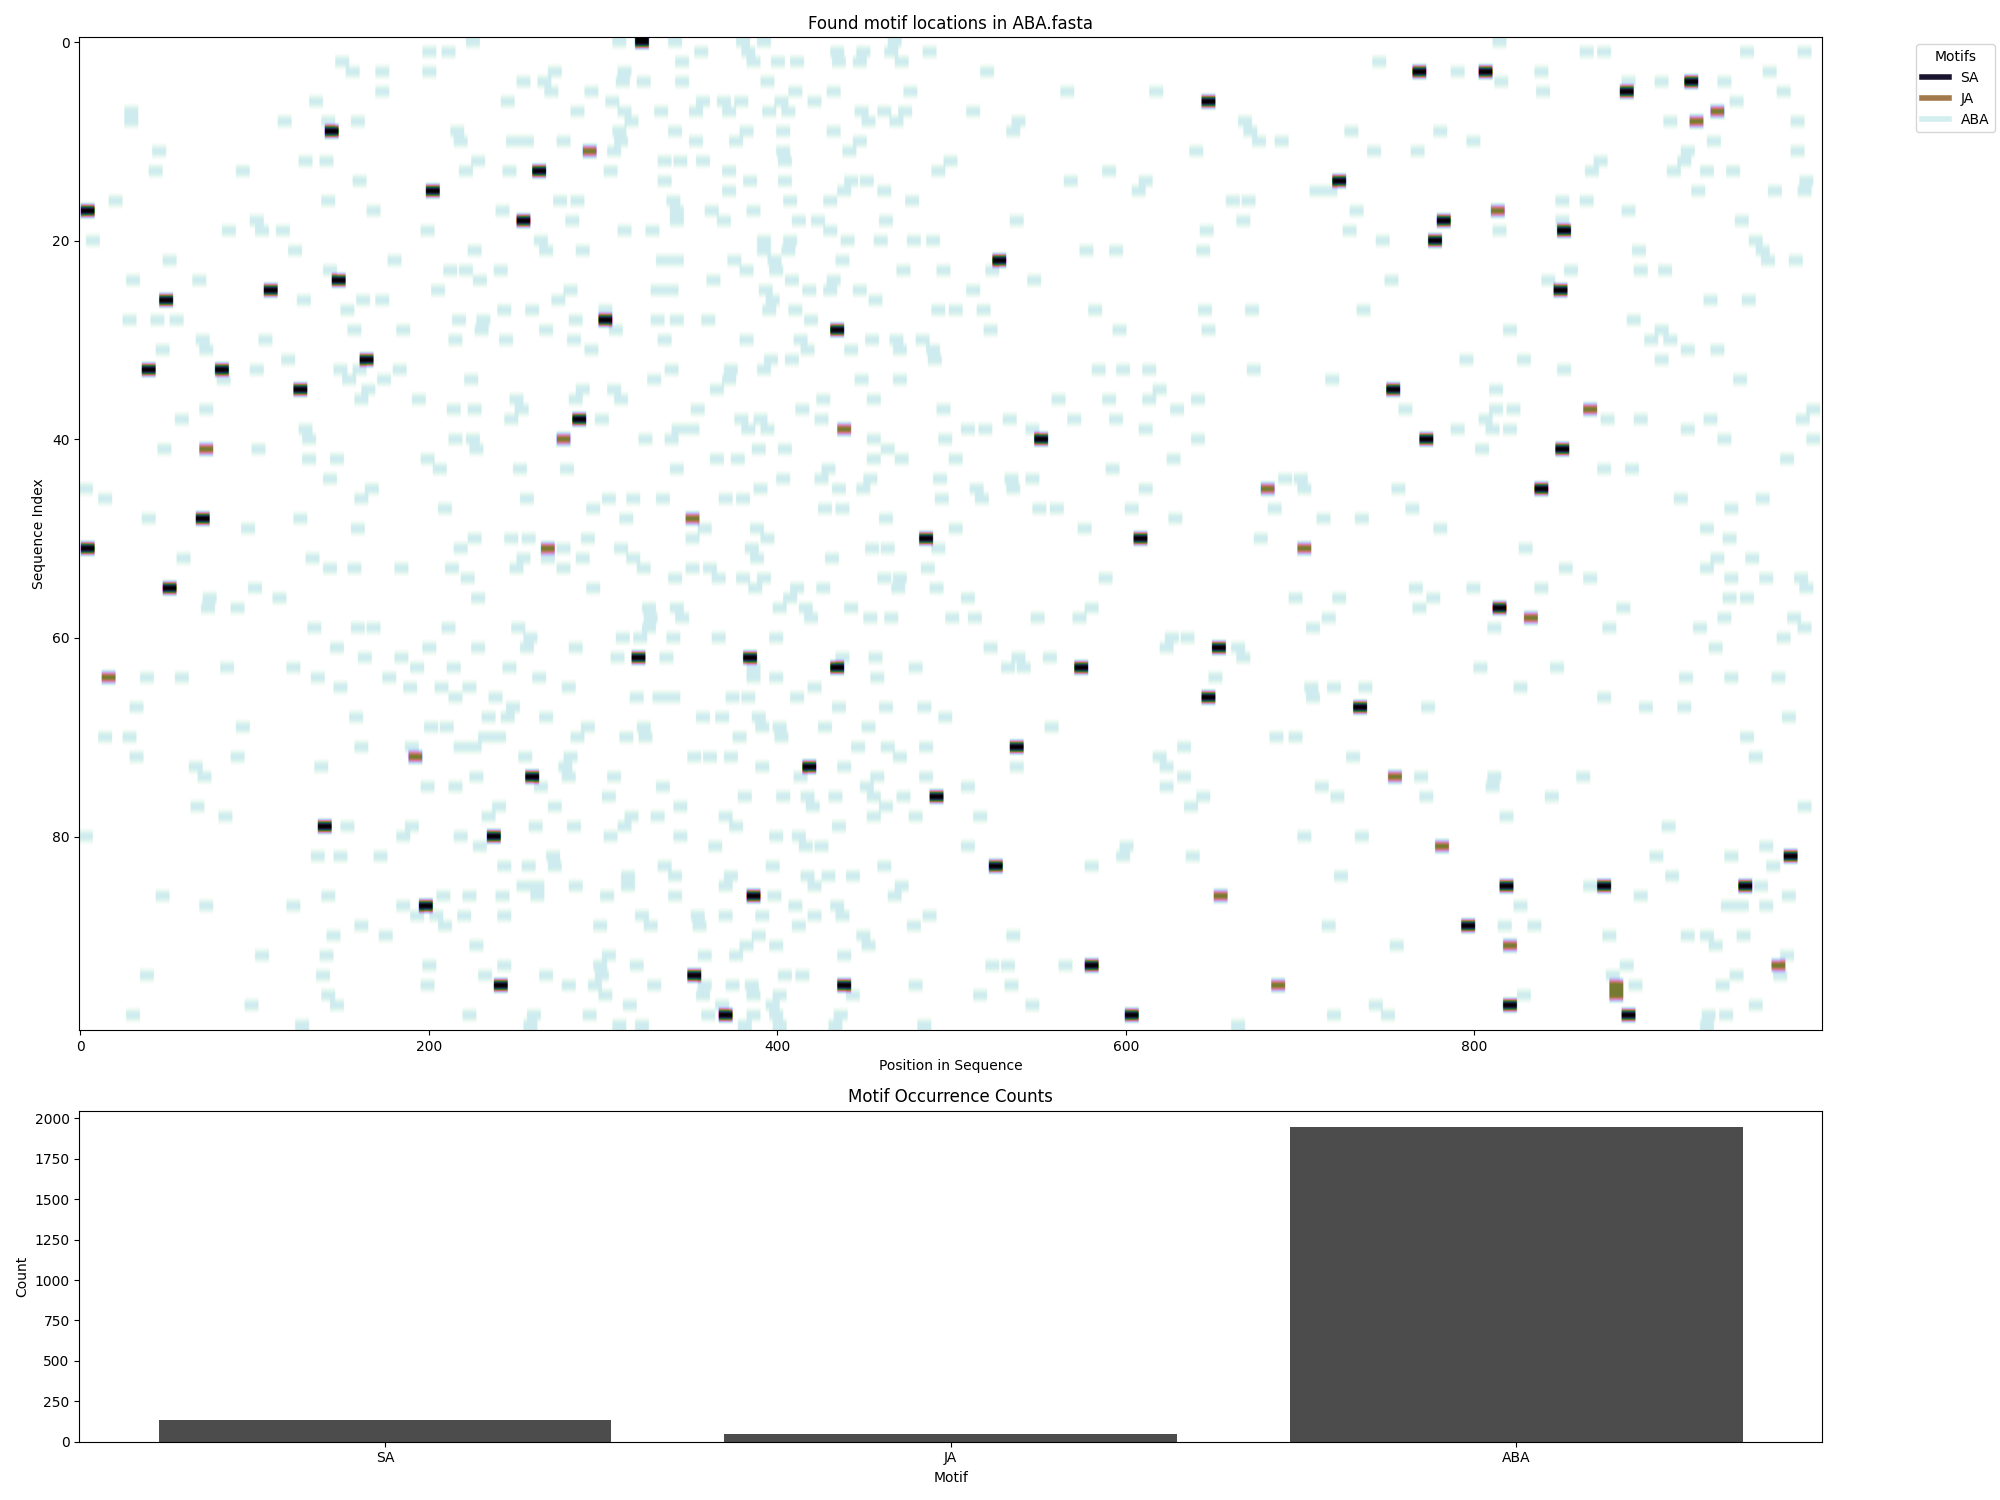 Found motif locations in ABA.fasta
Motifs
SA
JA
ABA
0
20
40
60
80
Sequence Index
0 200 400 600 800
Position in Sequence
Motif Occurrence Counts
2000
1750
1500
1250
1000
750
500
250
0
Count
SA JA ABA
Motif